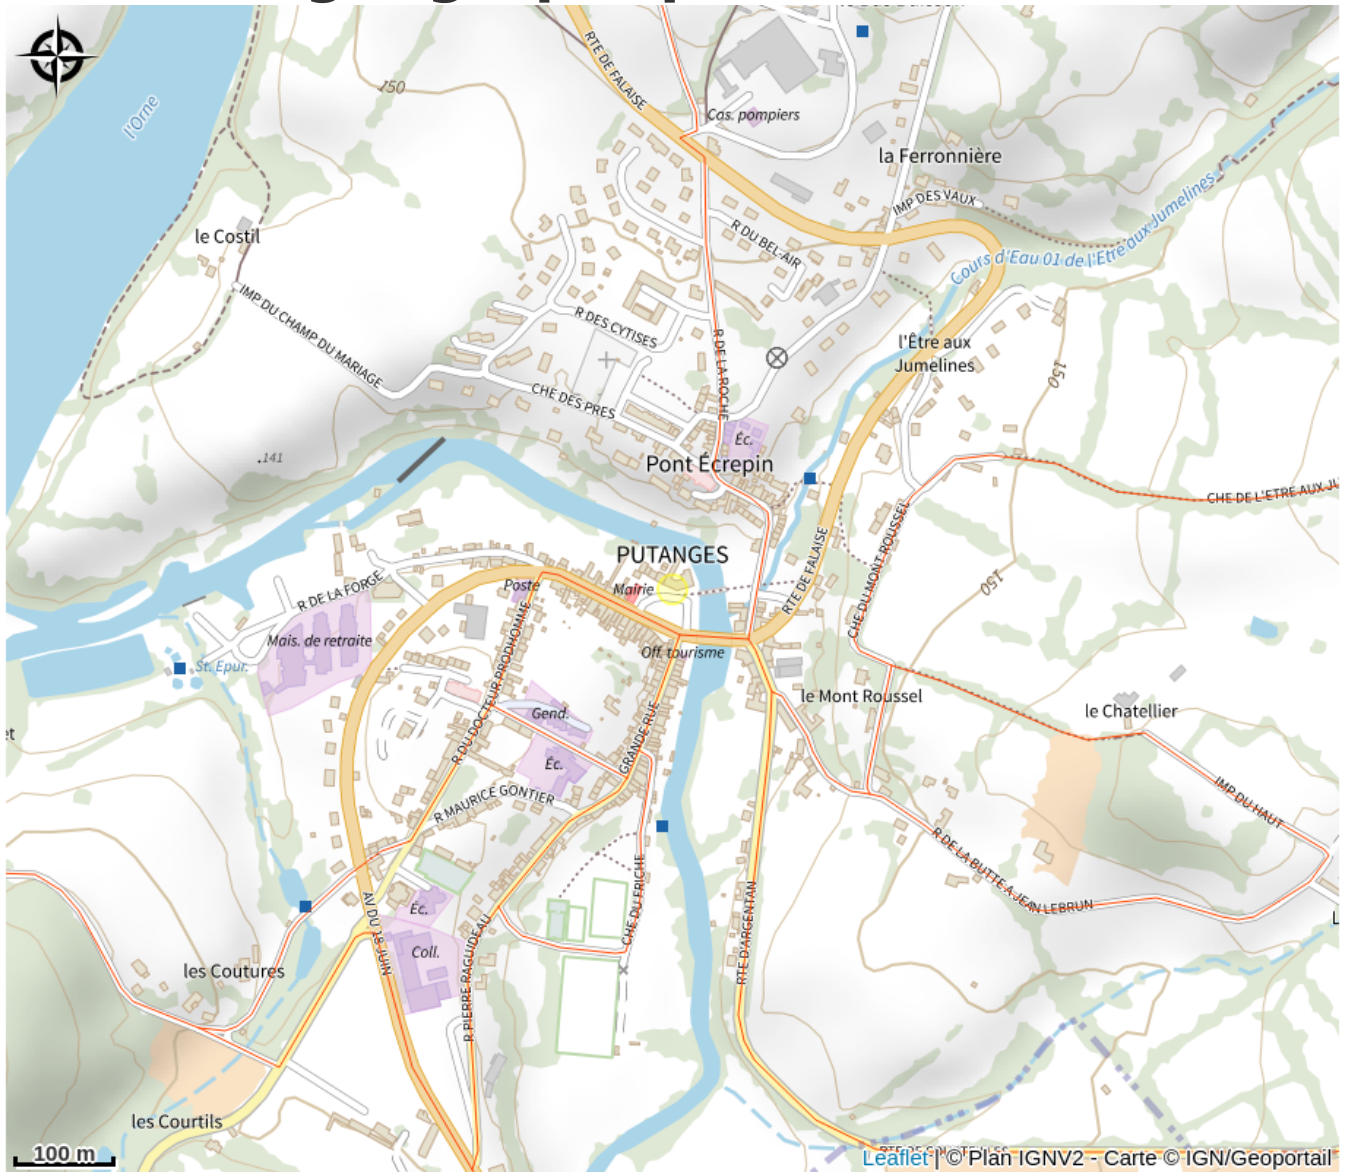 RTE DE FALAISE
150
l'Orne
Cas. pompiers
la Ferronnière
IMP DES VAUX
R DU BEL-AIR
le Costil
Cours d'Eau 01 de l'Etre aux Jumelines
IMP DU CHAMP DU MARIAGE
R DES CYTISES
R DE LA ROCHE
l'Être aux
Jumelines
150
CHE DES PRES
Éc.
.141
Pont Écrepin
CHE DE L'ETRE AUX JU
CHE DU MONT ROUSSEL
PUTANGES
RTE DE FALAISE
150
R DE LA FORGE
Poste
Mairie
Mais. de retraite
Off. tourisme
St. Epur.
R DU DOCTEUR PRODHOMME
le Mont Roussel
le Chatellier
Gend.
GRANDE RUE
et
Éc.
IMP DU HAUT
R MAURICE GONTIER
R DE LA BUTTE A JEAN LEBRUN
CHE DU FRICHE
AV DU 18 JUIN
Éc.
RTE D'ARGENTAN
Coll.
R PIERRE RAGUIDEAU
les Coutures
L
les Courtils
100 m
Leaflet | © Plan IGNV2 - Carte © IGN/Geoportail